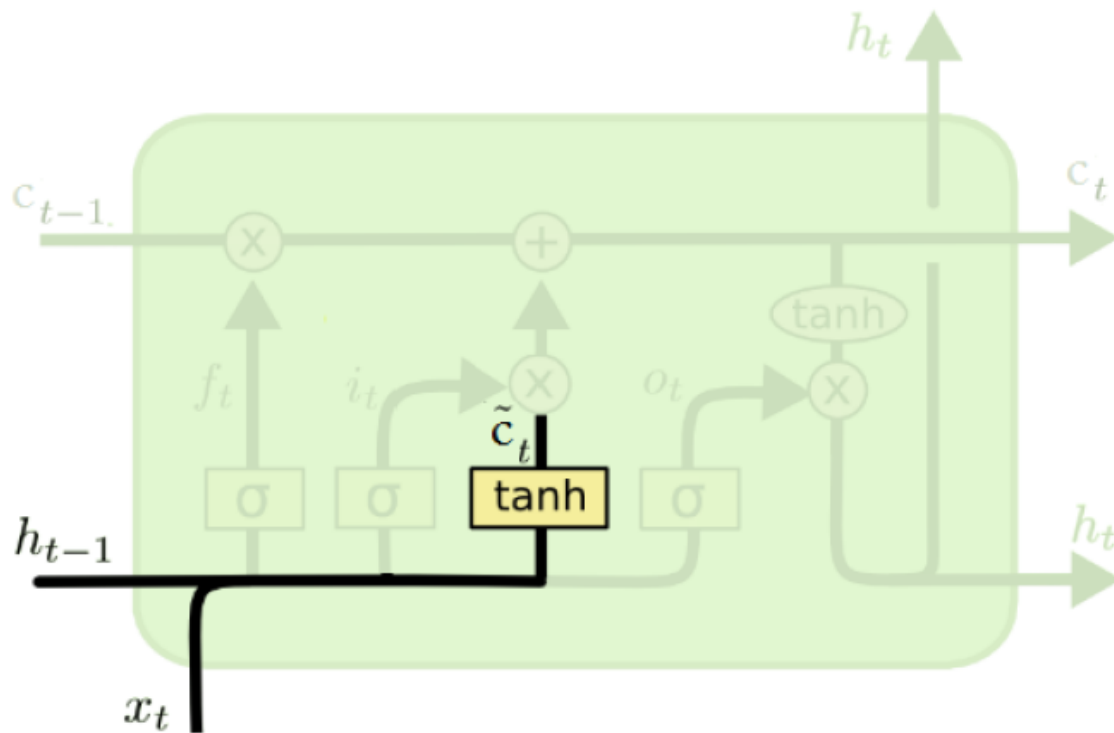 h_t
c_{t-1}
c_t
x
+
tanh
f_t
i_t
x
o_t
x
c̃_t
σ
σ
tanh
σ
h_{t-1}
h_t
x_t